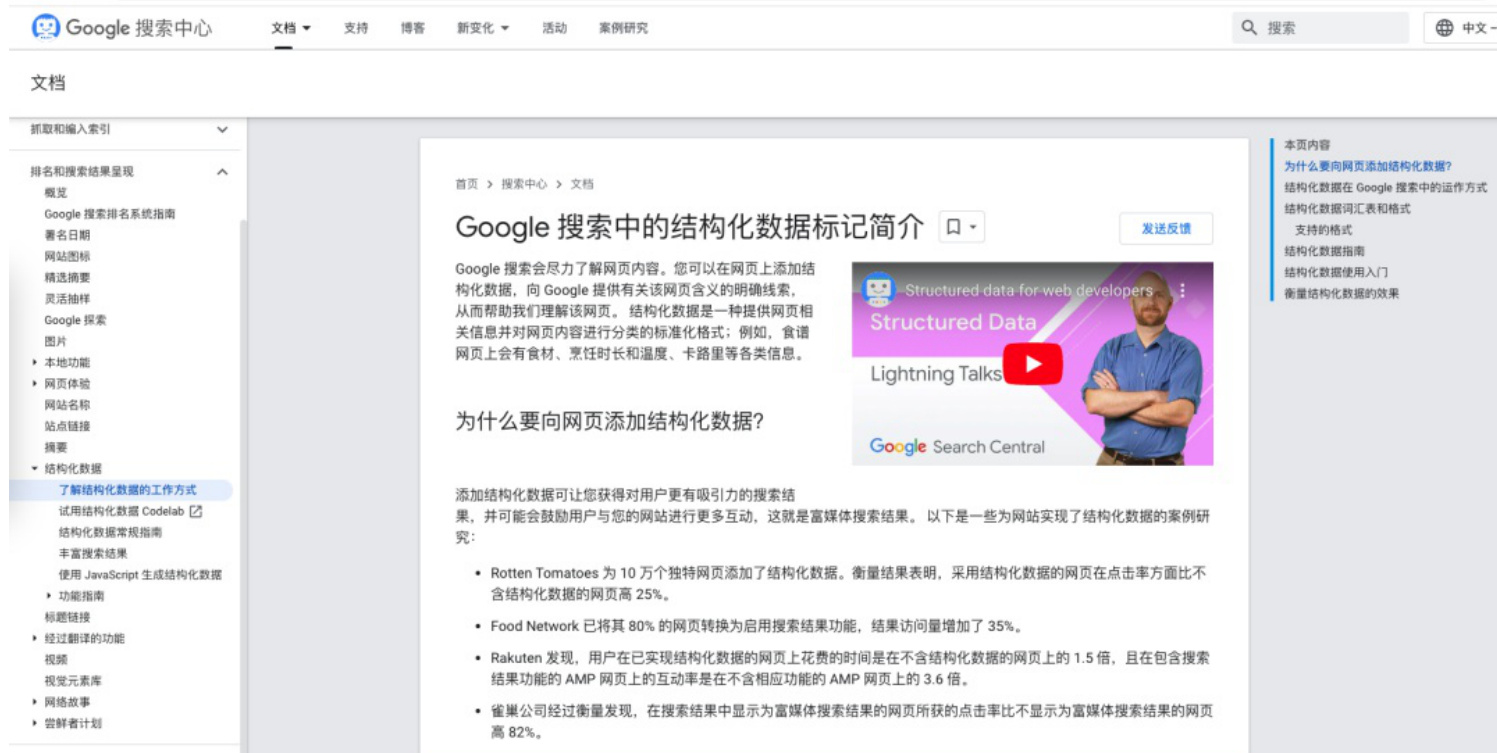 Google 搜索中心
文档
支持
博客
新变化
活动
案例研究
搜索
中文 –
文档
抓取和编入索引
排名和搜索结果呈现
概览
Google 搜索排名系统指南
署名日期
网站图标
精选摘要
灵活抽样
Google 探索
图片
本地功能
网页体验
网站名称
站点链接
摘要
结构化数据
了解结构化数据的工作方式
试用结构化数据 Codelab
结构化数据常规指南
丰富搜索结果
使用 JavaScript 生成结构化数据
功能指南
标题链接
经过翻译的功能
视频
视觉元素库
网络故事
尝鲜者计划
首页 > 搜索中心 > 文档
Google 搜索中的结构化数据标记简介
发送反馈
Google 搜索会尽力了解网页内容。您可以在网页上添加结
构化数据，向 Google 提供有关该网页含义的明确线索，
从而帮助我们理解该网页。 结构化数据是一种提供网页相
关信息并对网页内容进行分类的标准化格式；例如，食谱
网页上会有食材、烹饪时长和温度、卡路里等各类信息。
Structured data for web developers
Structured Data
Lightning Talks
Google Search Central
为什么要向网页添加结构化数据?
添加结构化数据可让您获得对用户更有吸引力的搜索结
果，并可能会鼓励用户与您的网站进行更多互动，这就是富媒体搜索结果。 以下是一些为网站实现了结构化数据的案例研
究：
• Rotten Tomatoes 为 10 万个独特网页添加了结构化数据。衡量结果表明，采用结构化数据的网页在点击率方面比不
含结构化数据的网页高 25%。
• Food Network 已将其 80% 的网页转换为启用搜索结果功能，结果访问量增加了 35%。
• Rakuten 发现，用户在已实现结构化数据的网页上花费的时间是在不含结构化数据的网页上的 1.5 倍，且在包含搜索
结果功能的 AMP 网页上的互动率是在不含相应功能的 AMP 网页上的 3.6 倍。
• 雀巢公司经过衡量发现，在搜索结果中显示为富媒体搜索结果的网页所获的点击率比不显示为富媒体搜索结果的网页
高 82%。
本页内容
为什么要向网页添加结构化数据?
结构化数据在 Google 搜索中的运作方式
结构化数据词汇表和格式
支持的格式
结构化数据指南
结构化数据使用入门
衡量结构化数据的效果